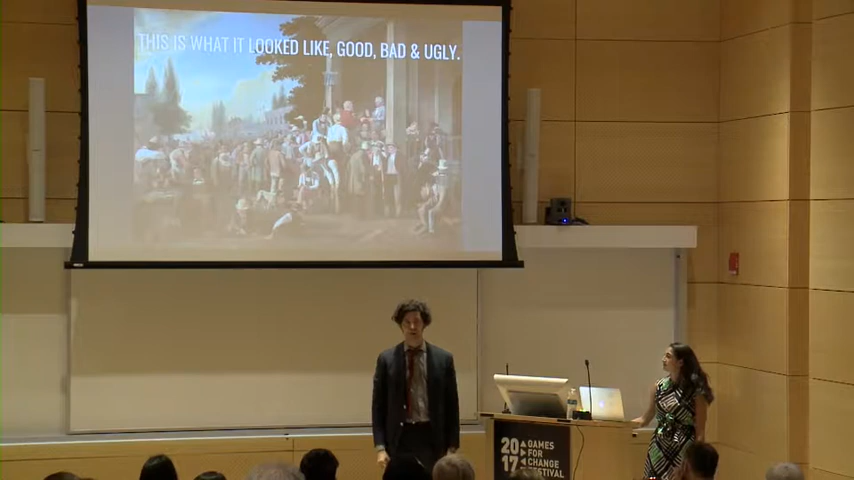 THIS IS WHAT IT LOOKED LIKE, GOOD, BAD & UGLY.
20 GAMES
FOR
17 CHANGE
FESTIVAL